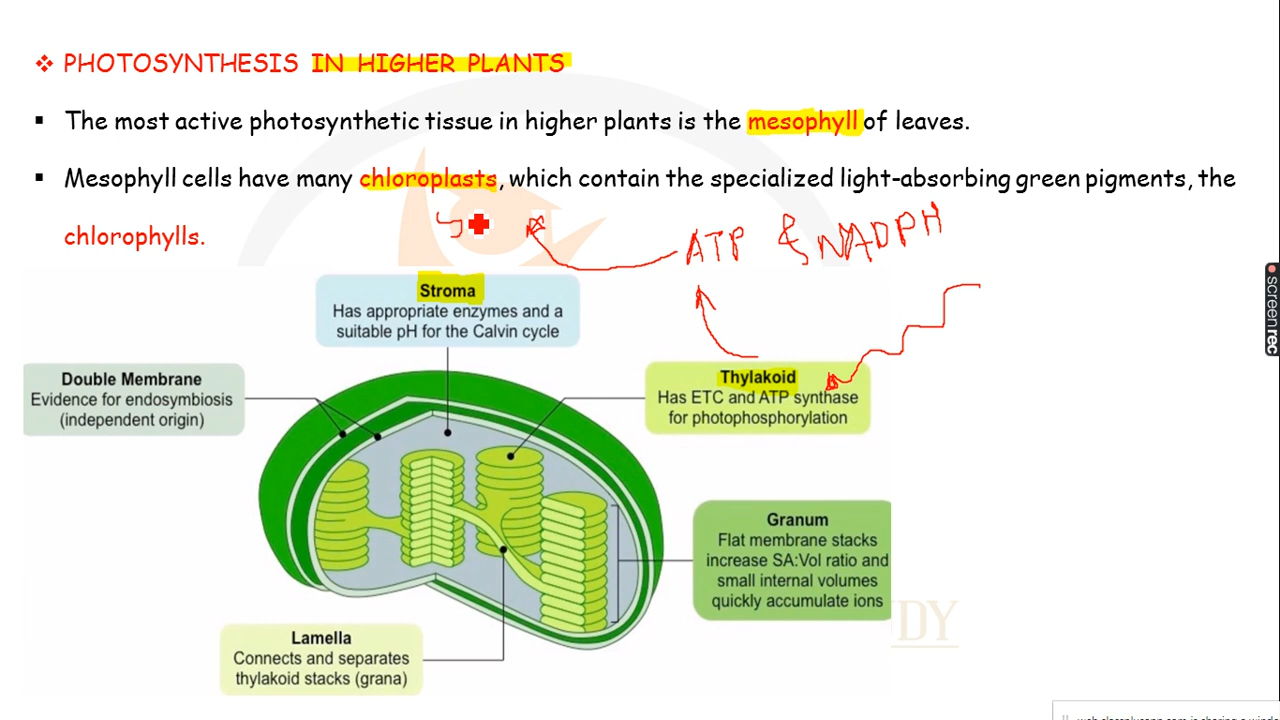 ❖ PHOTOSYNTHESIS IN HIGHER PLANTS
▪ The most active photosynthetic tissue in higher plants is the mesophyll of leaves.
▪ Mesophyll cells have many chloroplasts, which contain the specialized light-absorbing green pigments, the
chlorophylls.
ATP & NADPH
Stroma
Has appropriate enzymes and a
suitable pH for the Calvin cycle
Double Membrane
Evidence for endosymbiosis
(independent origin)
Thylakoid
Has ETC and ATP synthase
for photophosphorylation
Granum
Flat membrane stacks
increase SA:Vol ratio and
small internal volumes
quickly accumulate ions
Lamella
Connects and separates
thylakoid stacks (grana)
UDY
screenrec